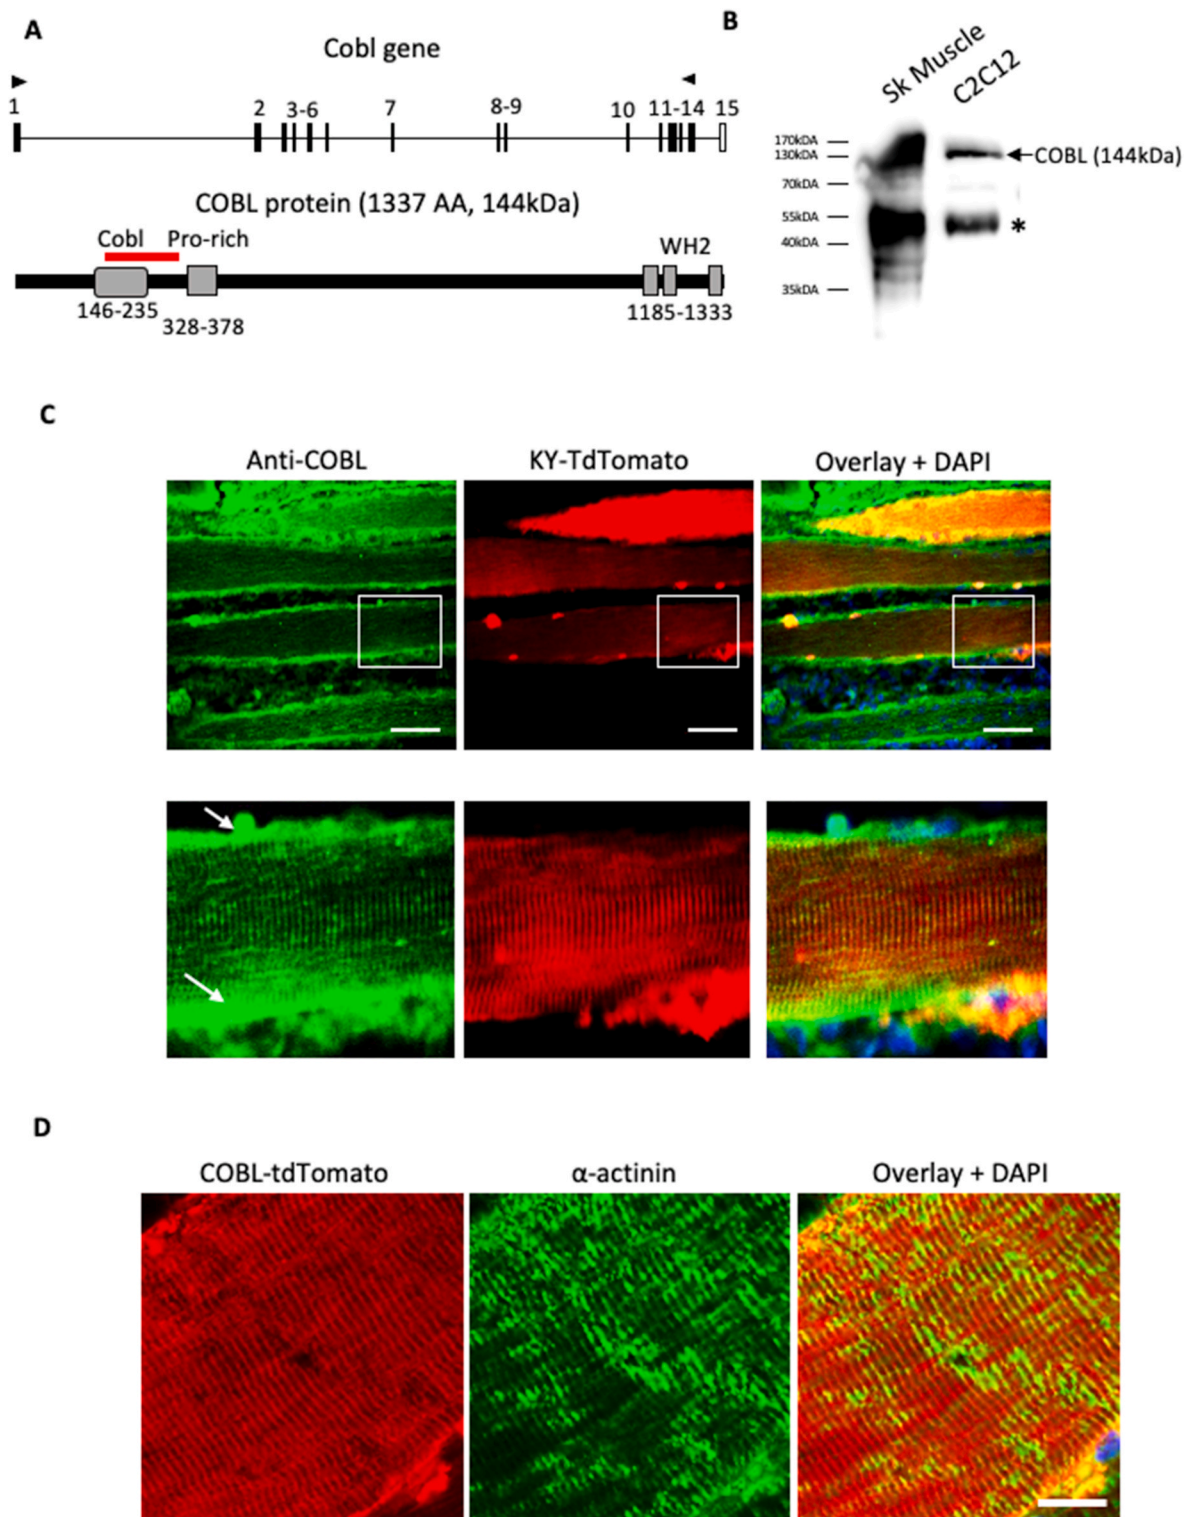 A
Cobl gene
1 2 3-6 7 8-9 10 11-14 15
COBL protein (1337 AA, 144kDa)
Cobl Pro-rich WH2
146-235 328-378 1185-1333
B
Sk Muscle C2C12
170kDA
130kDA
COBL (144kDa)
70kDA
55kDA
*
40kDA
35kDA
C
Anti-COBL KY-TdTomato Overlay + DAPI
D
COBL-tdTomato α-actinin Overlay + DAPI